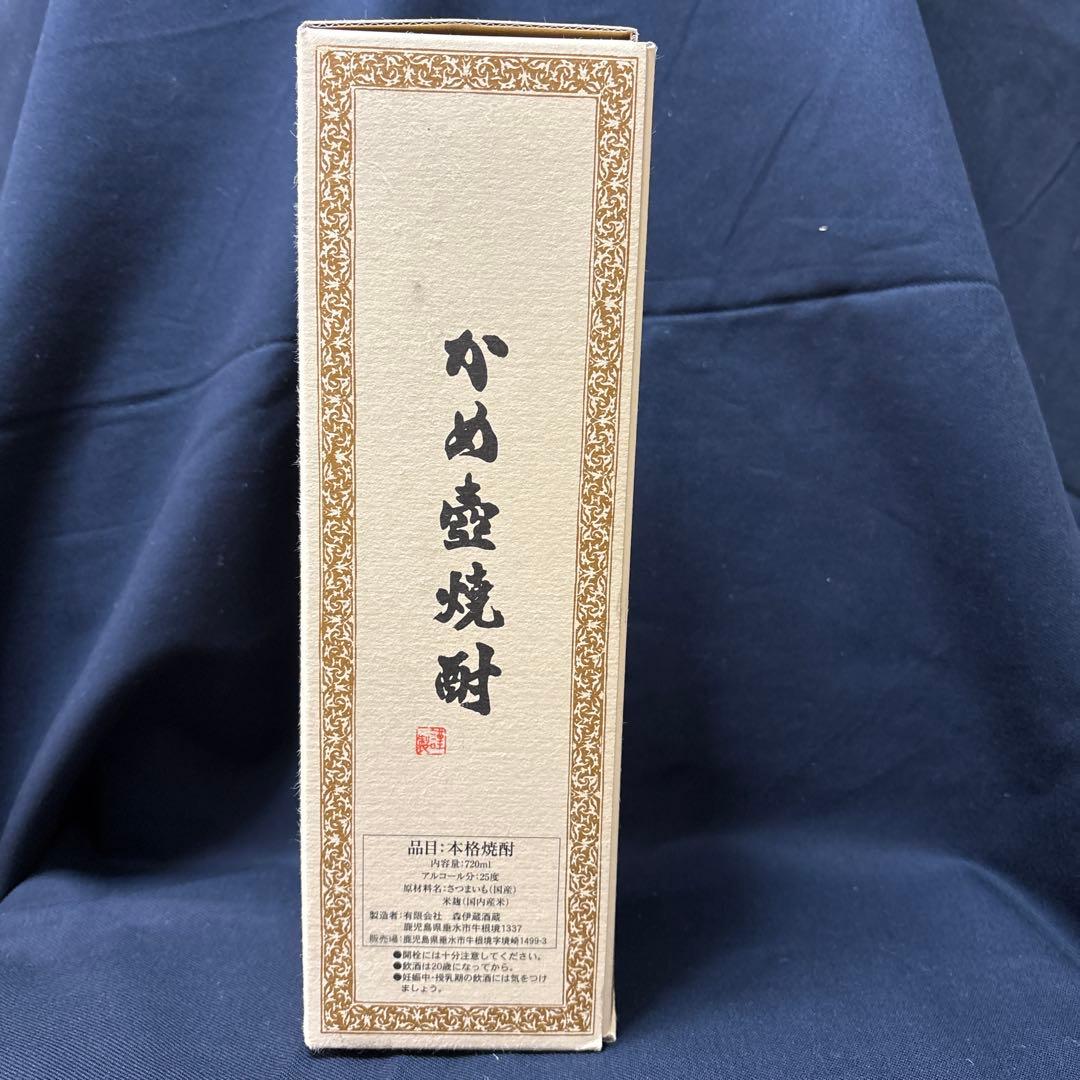 かめ壺焼酎
謹製
品目:本格焼酎
内容量:720ml
アルコール分:25度
原材料名:さつまいも(国産)
米麹(国内産米)
製造者:有限会社 森伊蔵酒蔵
鹿児島県垂水市牛根境1337
販売場:鹿児島県垂水市牛根境字境崎1499-3
●開栓には十分注意してください。
●飲酒は20歳になってから。
●妊娠中・授乳期の飲酒には気をつけ
ましょう。